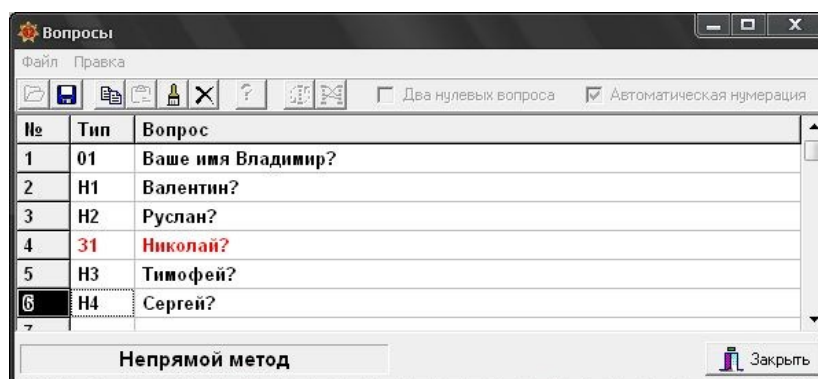 Вопросы
Файл Правка
? Два нулевых вопроса Автоматическая нумерация
№ Тип Вопрос
1 01 Ваше имя Владимир?
2 Н1 Валентин?
3 Н2 Руслан?
4 З1 Николай?
5 Н3 Тимофей?
6 Н4 Сергей?
7
Непрямой метод Закрыть